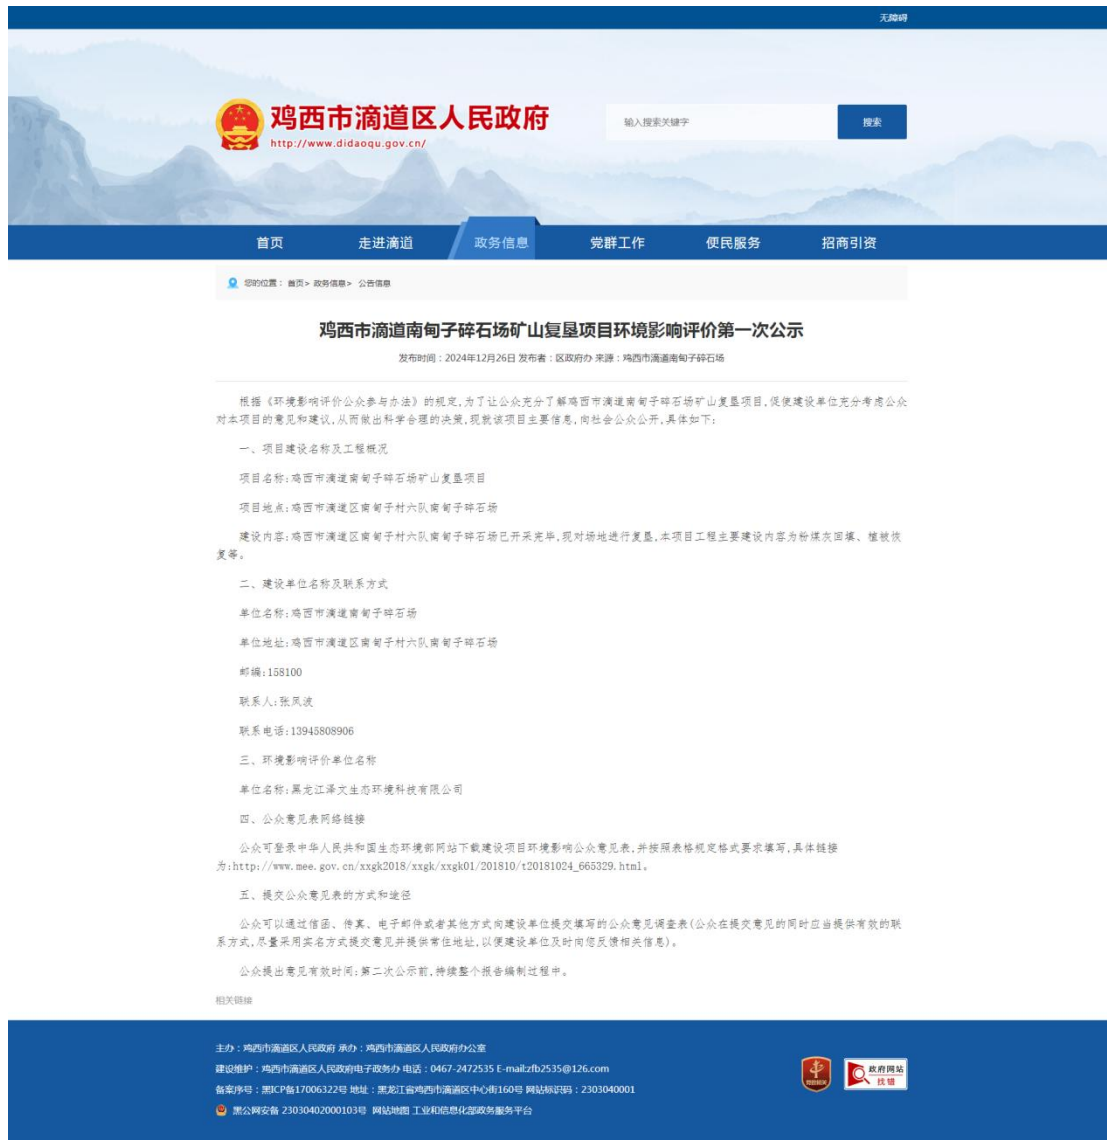 无障碍
鸡西市滴道区人民政府
http://www.didaoqu.gov.cn/
输入搜索关键字
搜索
首页 走进滴道 政务信息 党群工作 便民服务 招商引资
您的位置：首页> 政务信息> 公告信息
鸡西市滴道南甸子碎石场矿山复垦项目环境影响评价第一次公示
发布时间：2024年12月26日 发布者：区政府办 来源：鸡西市滴道南甸子碎石场
根据《环境影响评价公众参与办法》的规定,为了让公众充分了解鸡西市滴道南甸子碎石场矿山复垦项目,促使建设单位充分考虑公众
对本项目的意见和建议,从而做出科学合理的决策,现就该项目主要信息,向社会公众公开,具体如下:
一、项目建设名称及工程概况
项目名称:鸡西市滴道南甸子碎石场矿山复垦项目
项目地点:鸡西市滴道区南甸子村六队南甸子碎石场
建设内容:鸡西市滴道区南甸子村六队南甸子碎石场已开采完毕,现对场地进行复垦,本项目工程主要建设内容为粉煤灰回填、植被恢
复等。
二、建设单位名称及联系方式
单位名称:鸡西市滴道南甸子碎石场
单位地址:鸡西市滴道区南甸子村六队南甸子碎石场
邮编:158100
联系人:张凤波
联系电话:13945808906
三、环境影响评价单位名称
单位名称:黑龙江泽文生态环境科技有限公司
四、公众意见表网络链接
公众可登录中华人民共和国生态环境部网站下载建设项目环境影响公众意见表,并按照表格规定格式要求填写,具体链接
为:http://www.mee.gov.cn/xxgk2018/xxgk/xxgk01/201810/t20181024_665329.html。
五、提交公众意见表的方式和途径
公众可以通过信函、传真、电子邮件或者其他方式向建设单位提交填写的公众意见调查表(公众在提交意见的同时应当提供有效的联
系方式,尽量采用实名方式提交意见并提供常住地址,以便建设单位及时向您反馈相关信息)。
公众提出意见有效时间:第二次公示前,持续整个报告编制过程中。
相关链接
主办：鸡西市滴道区人民政府 承办：鸡西市滴道区人民政府办公室
建设维护：鸡西市滴道区人民政府电子政务办 电话：0467-2472535 E-mail:zfb2535@126.com
备案序号：黑ICP备17006322号 地址：黑龙江省鸡西市滴道区中心街160号 网站标识码：2303040001
黑公网安备 23030402000103号 网站地图 工业和信息化部政务服务平台
党政机关
政府网站
找错